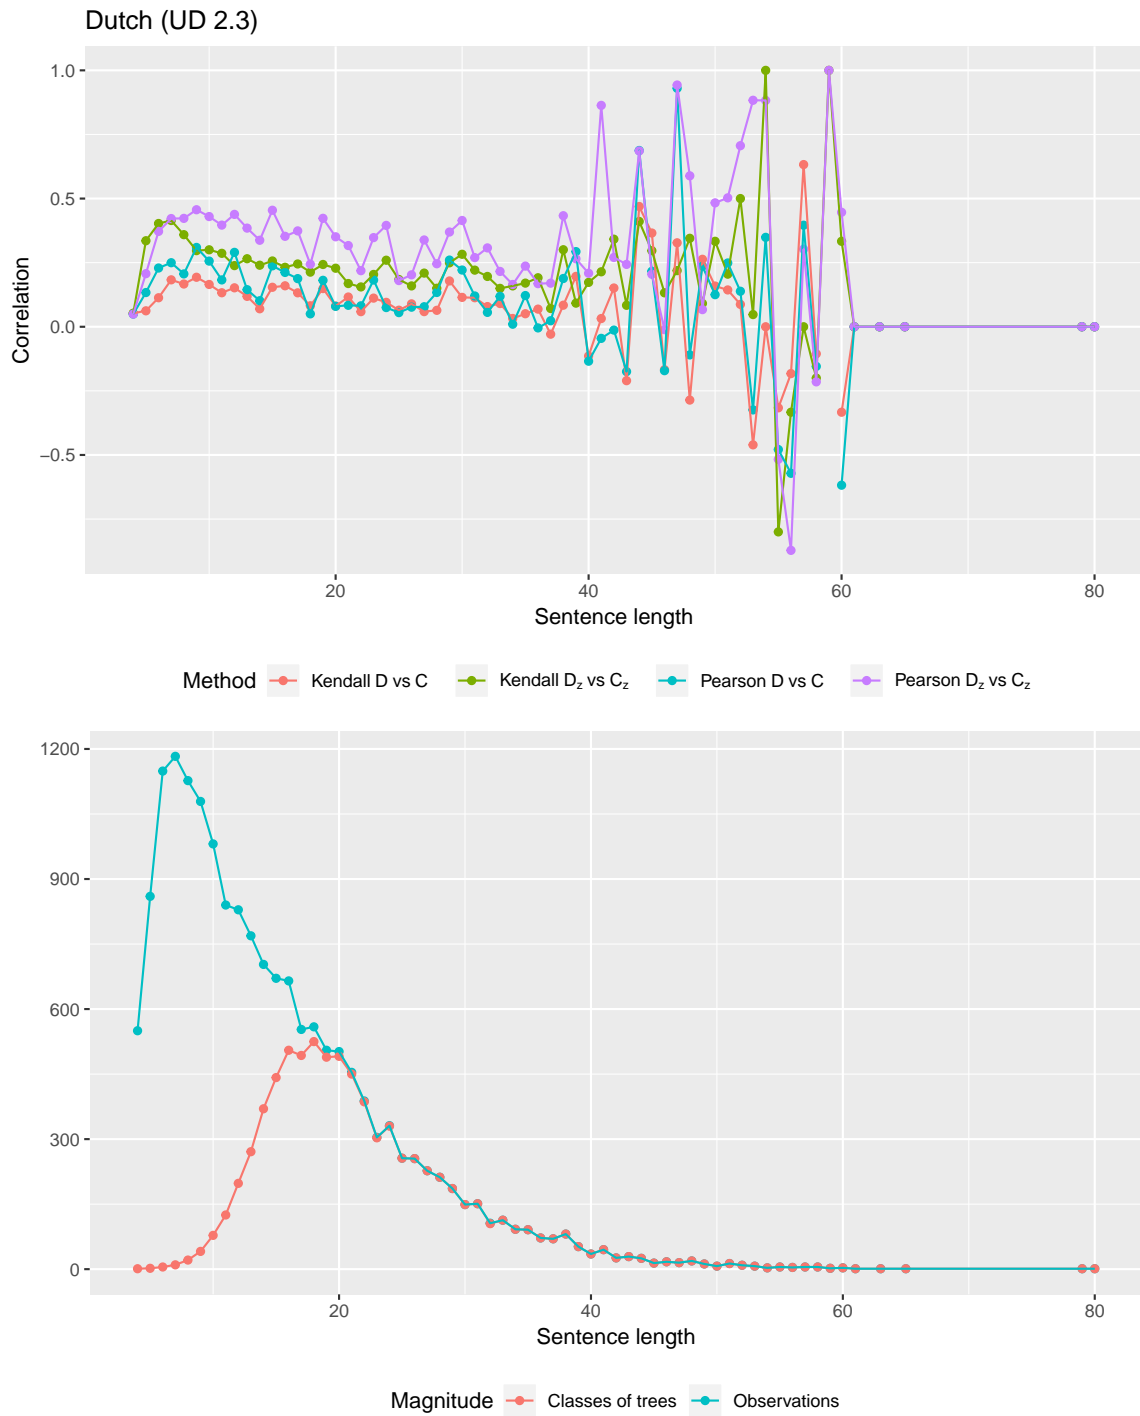 Dutch (UD 2.3)
1.0
0.5
0.0
−0.5
Correlation
20 40 60 80
Sentence length
Method Kendall D vs C Kendall Dz vs Cz Pearson D vs C Pearson Dz vs Cz
1200
900
600
300
0
20 40 60 80
Sentence length
Magnitude Classes of trees Observations